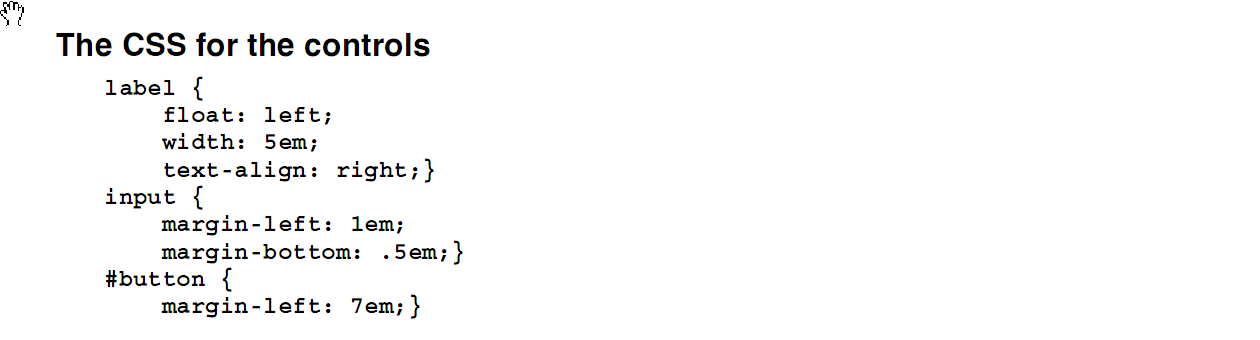 The CSS for the controls
label {
    float: left;
    width: 5em;
    text-align: right;}
input {
    margin-left: 1em;
    margin-bottom: .5em;}
#button {
    margin-left: 7em;}